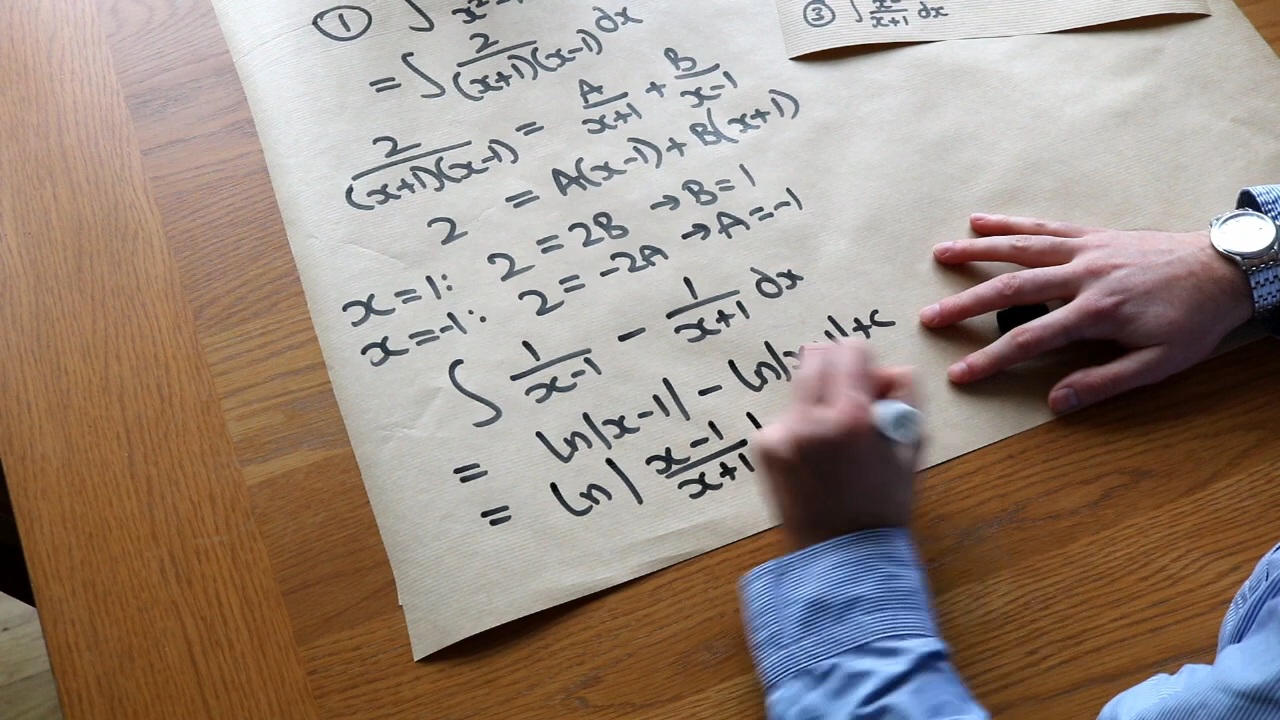 ① ∫ x²-
= ∫ 2/((x+1)(x-1)) dx
2/((x+1)(x-1)) = A/(x+1) + B/(x-1)
2 = A(x-1) + B(x+1)
x=1: 2 = 2B → B=1
x=-1: 2 = -2A → A=-1
∫ 1/(x-1) - 1/(x+1) dx
= ln|x-1| - ln| +c
= ln| (x-1)/(x+1) |
③ ∫ /(x+1) dx